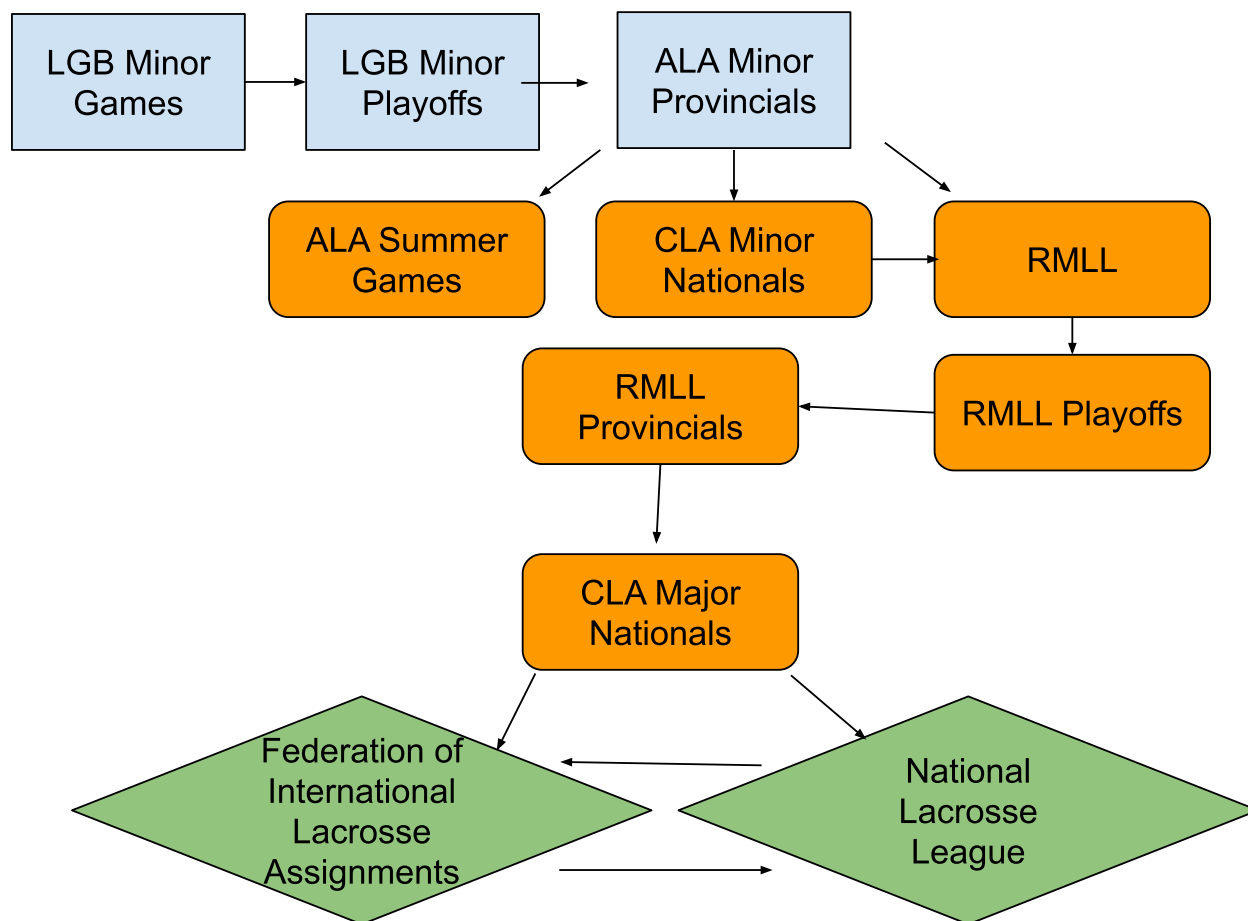 LGB Minor
Games
LGB Minor
Playoffs
ALA Minor
Provincials
ALA Summer
Games
CLA Minor
Nationals
RMLL
RMLL
Provincials
RMLL Playoffs
CLA Major
Nationals
Federation of
International
Lacrosse
Assignments
National
Lacrosse
League